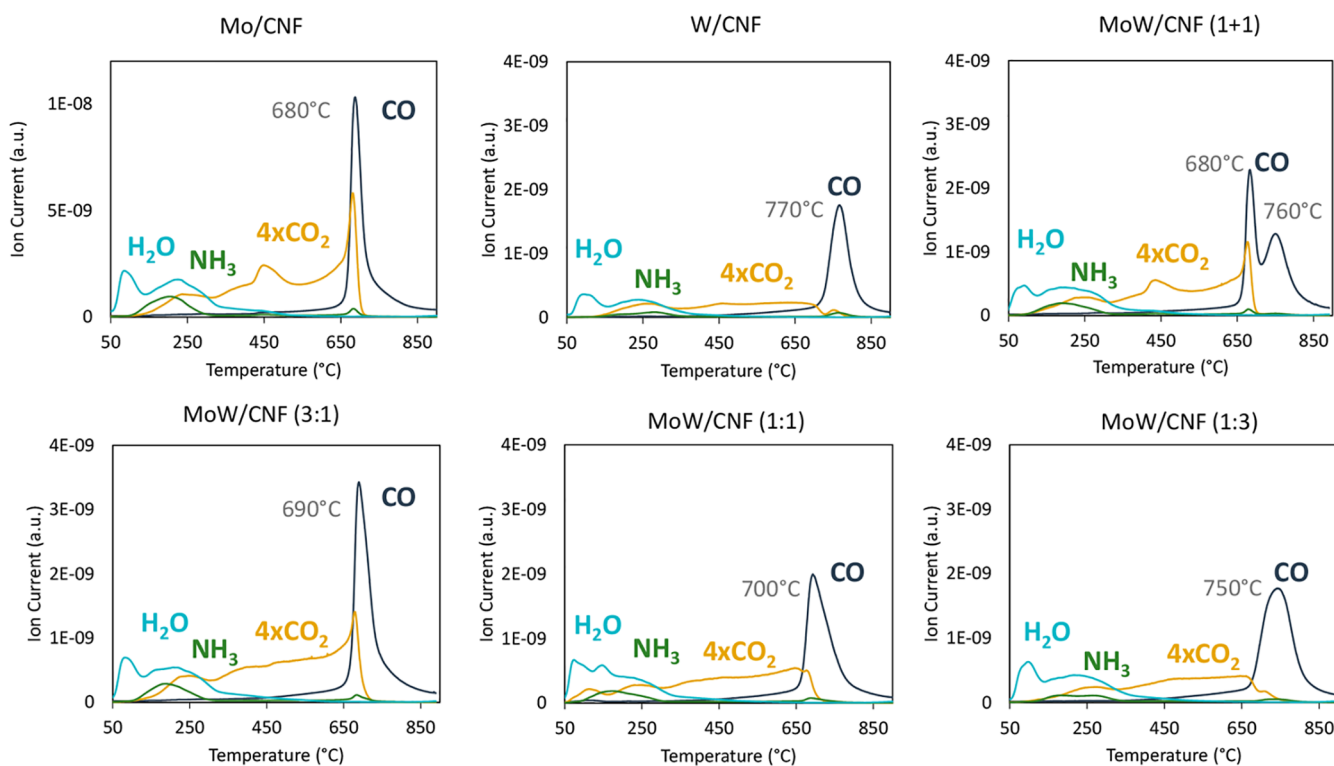 Mo/CNF
Ion Current (a.u.)
1E-08
5E-09
0
680°C
CO
4xCO₂
H₂O
NH₃
50 250 450 650 850
Temperature (°C)
W/CNF
Ion Current (a.u.)
4E-09
3E-09
2E-09
1E-09
0
CO
770°C
H₂O
NH₃
4xCO₂
50 250 450 650 850
Temperature (°C)
MoW/CNF (1+1)
Ion Current (a.u.)
4E-09
3E-09
2E-09
1E-09
0
680°C
CO
760°C
H₂O
NH₃
4xCO₂
50 250 450 650 850
Temperature (°C)
MoW/CNF (3:1)
Ion Current (a.u.)
4E-09
3E-09
2E-09
1E-09
0
690°C
CO
H₂O
NH₃
4xCO₂
50 250 450 650 850
Temperature (°C)
MoW/CNF (1:1)
Ion Current (a.u.)
4E-09
3E-09
2E-09
1E-09
0
700°C
CO
H₂O
NH₃
4xCO₂
50 250 450 650 850
Temperature (°C)
MoW/CNF (1:3)
Ion Current (a.u.)
4E-09
3E-09
2E-09
1E-09
0
750°C
CO
H₂O
NH₃
4xCO₂
50 250 450 650 850
Temperature (°C)